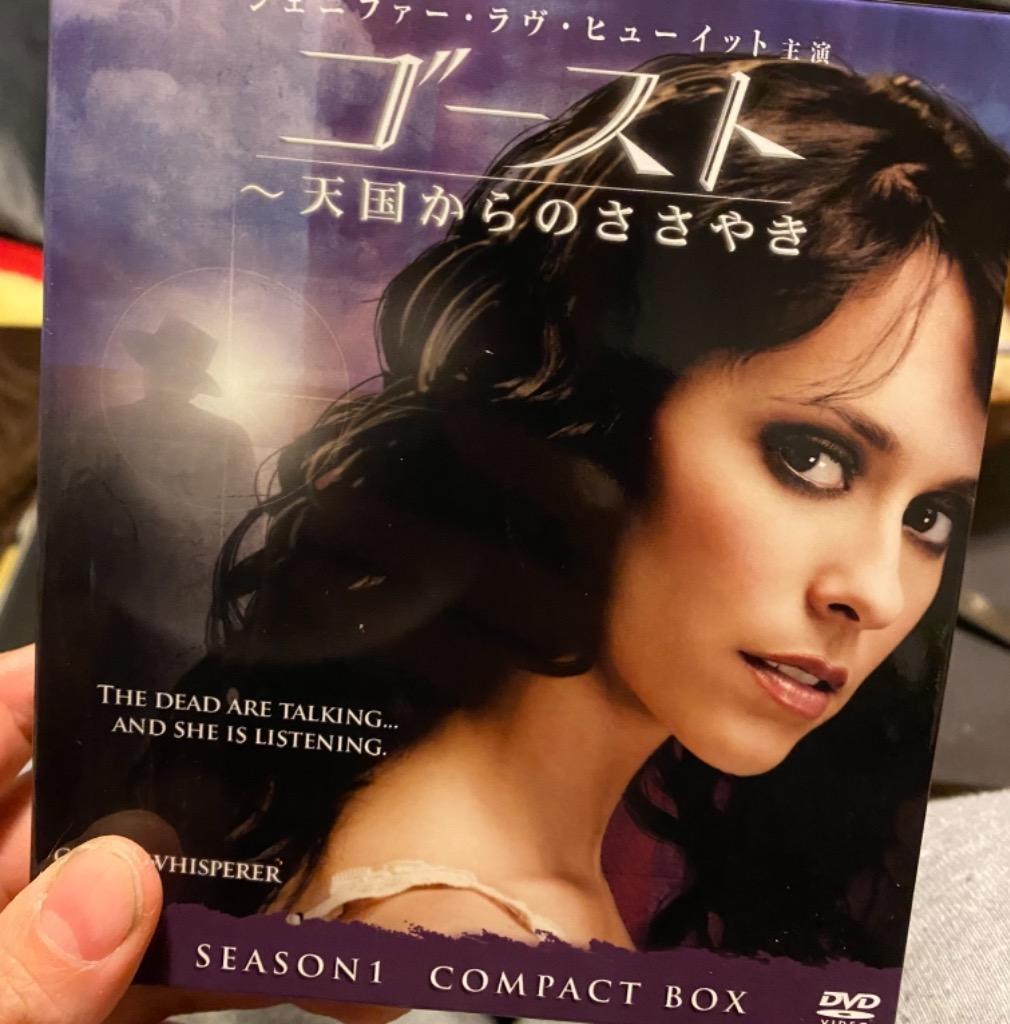 ジェニファー・ラヴ・ヒューイット主演
ゴースト
～天国からのささやき
THE DEAD ARE TALKING...
AND SHE IS LISTENING.
WHISPERER
SEASON1 COMPACT BOX
DVD
VIDEO